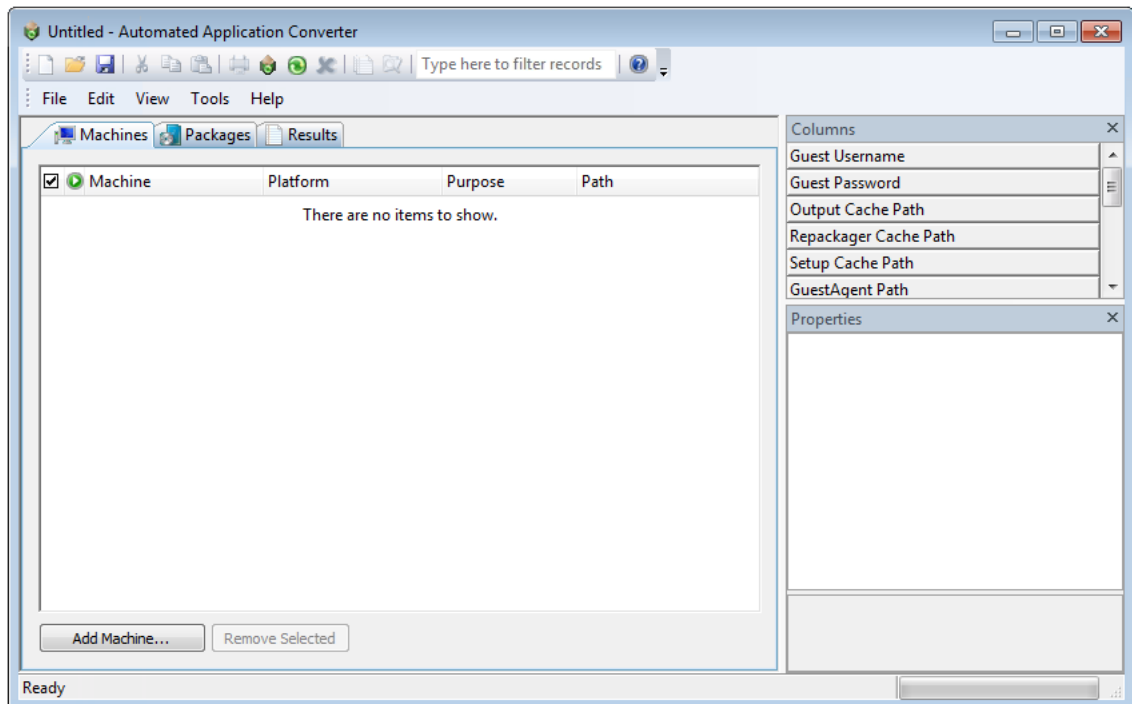 Untitled - Automated Application Converter
Type here to filter records
File Edit View Tools Help
Machines Packages Results
Machine Platform Purpose Path
There are no items to show.
Add Machine... Remove Selected
Columns
Guest Username
Guest Password
Output Cache Path
Repackager Cache Path
Setup Cache Path
GuestAgent Path
Properties
Ready